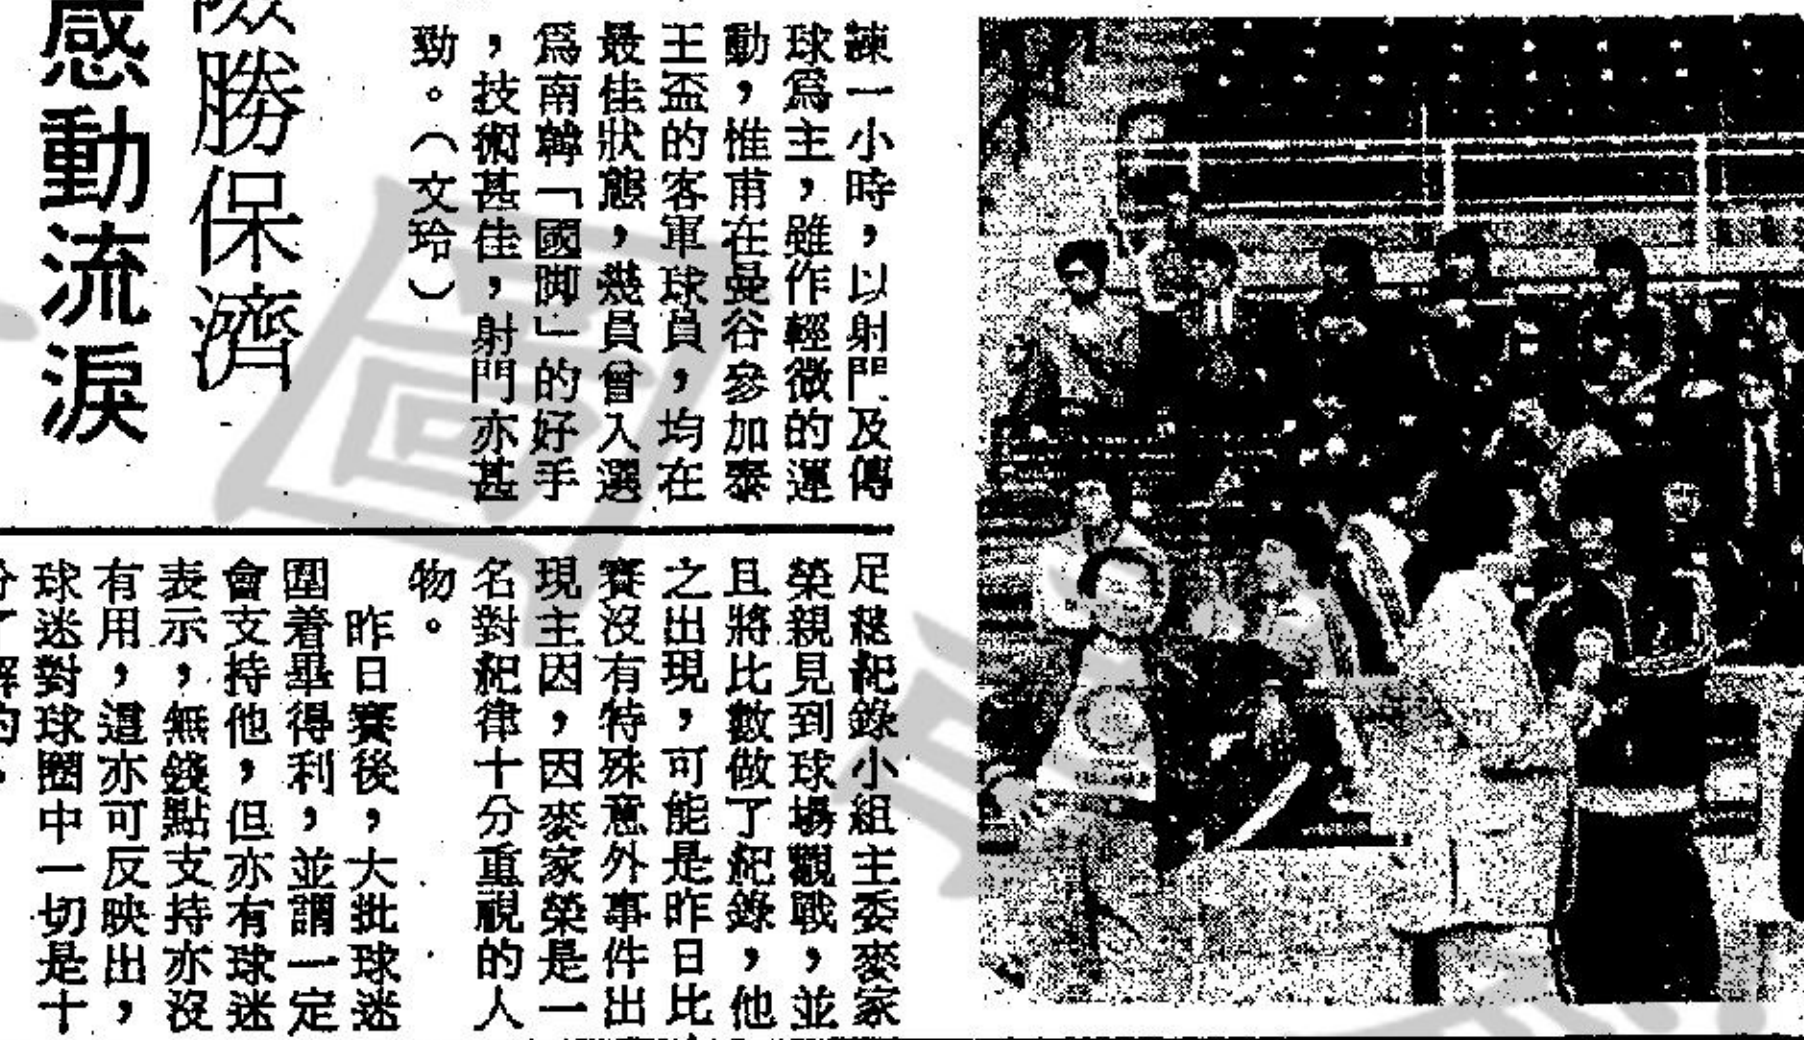 練一小時，以射門及傳
球爲主，雖作輕微的運
動，惟甫在曼谷參加泰
王盃的客軍球員，均在
最佳狀態，幾員曾入選
爲南韓「國脚」的好手
，技術甚佳，射門亦甚
勁。（文玲）
險勝保濟
感動流淚
足總紀錄小組主委麥家
榮親見到球場觀戰，並
且將比數做了紀錄，他
之出現，可能是昨日比
賽沒有特殊意外事件出
現主因，因麥家榮是一
名對紀律十分重視的人
物。
昨日賽後，大批球迷
圍着畢得利，並謂一定
會支持他，但亦有球迷
表示，無錢點支持亦沒
有用，這亦可反映出，
球迷對球圈中一切是十